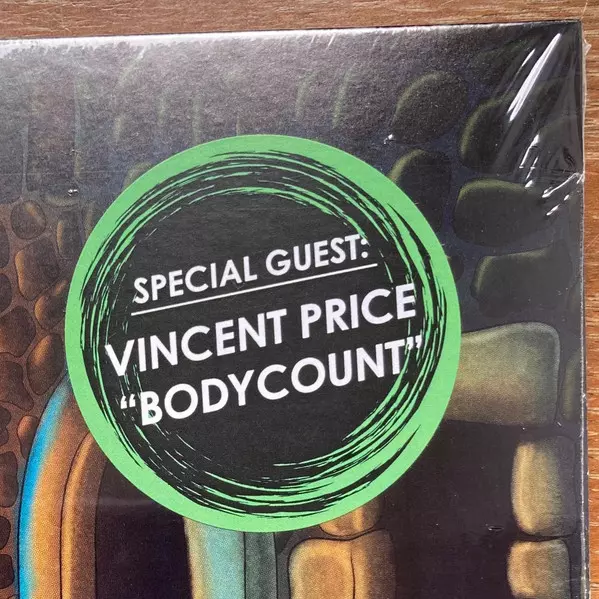 SPECIAL GUEST:
VINCENT PRICE
“BODYCOUNT”